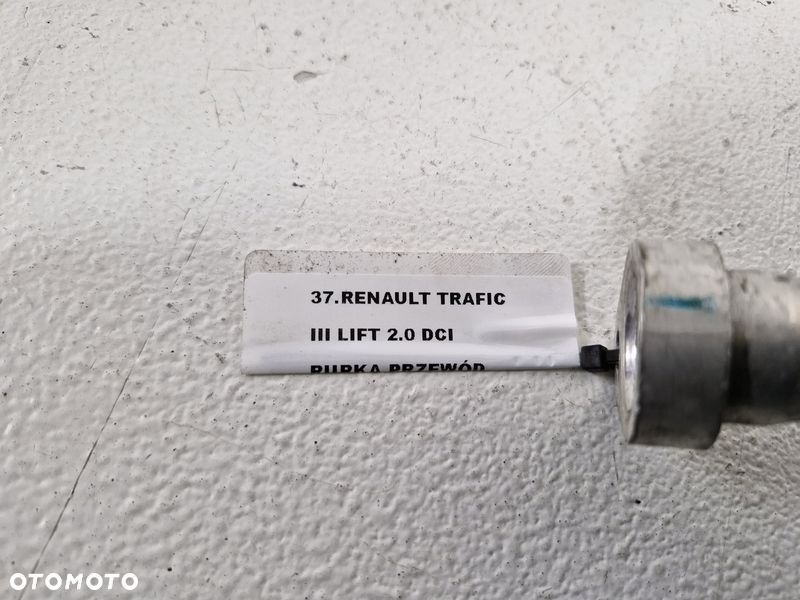 37.RENAULT TRAFIC
III LIFT 2.0 DCI
RURKA PRZEWÓD
OTOMOTO